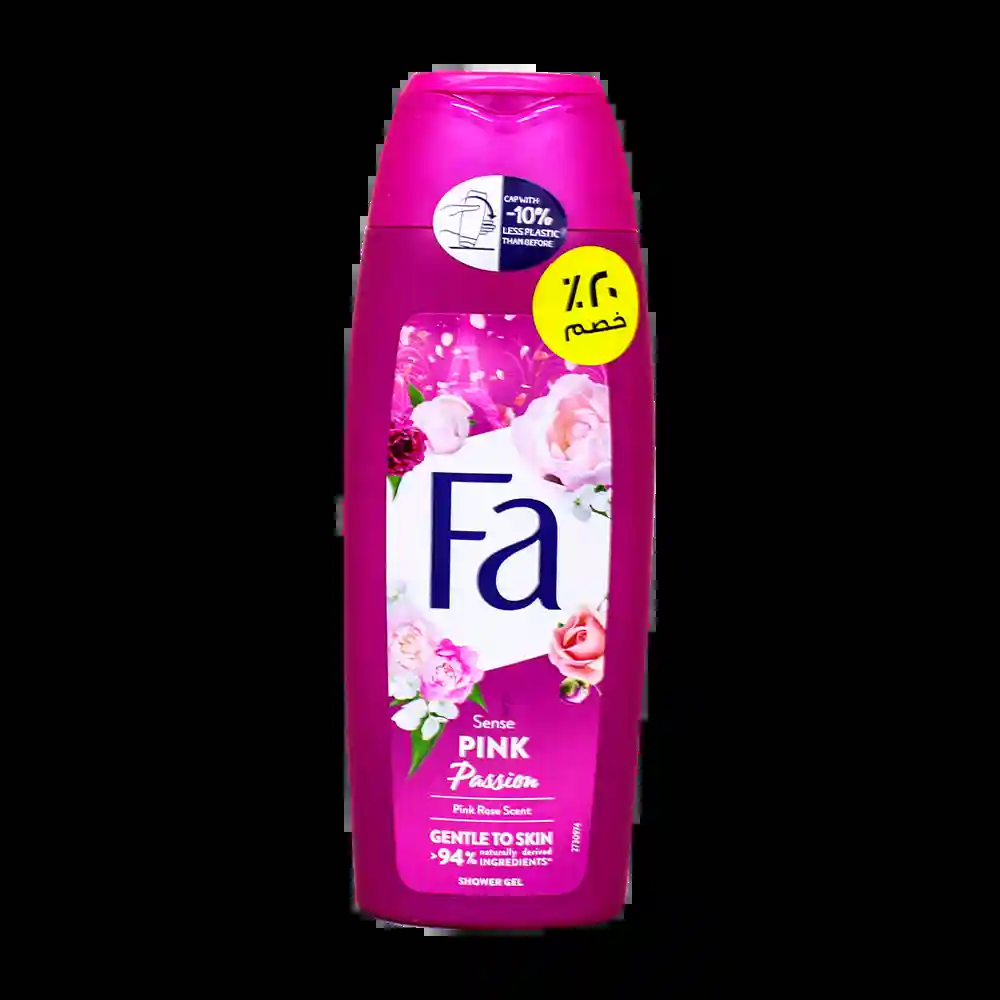 CAP WITH
-10%
LESS PLASTIC
THAN BEFORE
٪٢٠
خصم
Fa
Sense
PINK
Passion
Pink Rose Scent
GENTLE TO SKIN
>94% naturally derived
INGREDIENTS**
SHOWER GEL
2730974